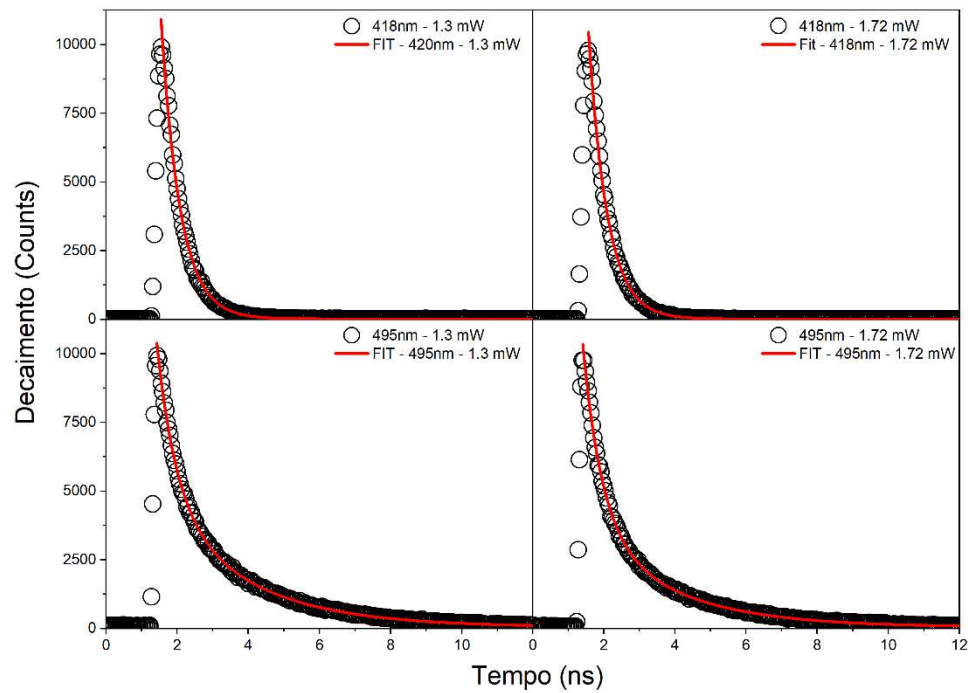 418nm - 1.3 mW
FIT - 420nm - 1.3 mW
418nm - 1.72 mW
Fit - 418nm - 1.72 mW
10000
7500
5000
2500
0
495nm - 1.3 mW
FIT - 495nm - 1.3 mW
495nm - 1.72 mW
FIT - 495nm - 1.72 mW
10000
7500
5000
2500
0
0 2 4 6 8 10 0 2 4 6 8 10 12
Decaimento (Counts)
Tempo (ns)